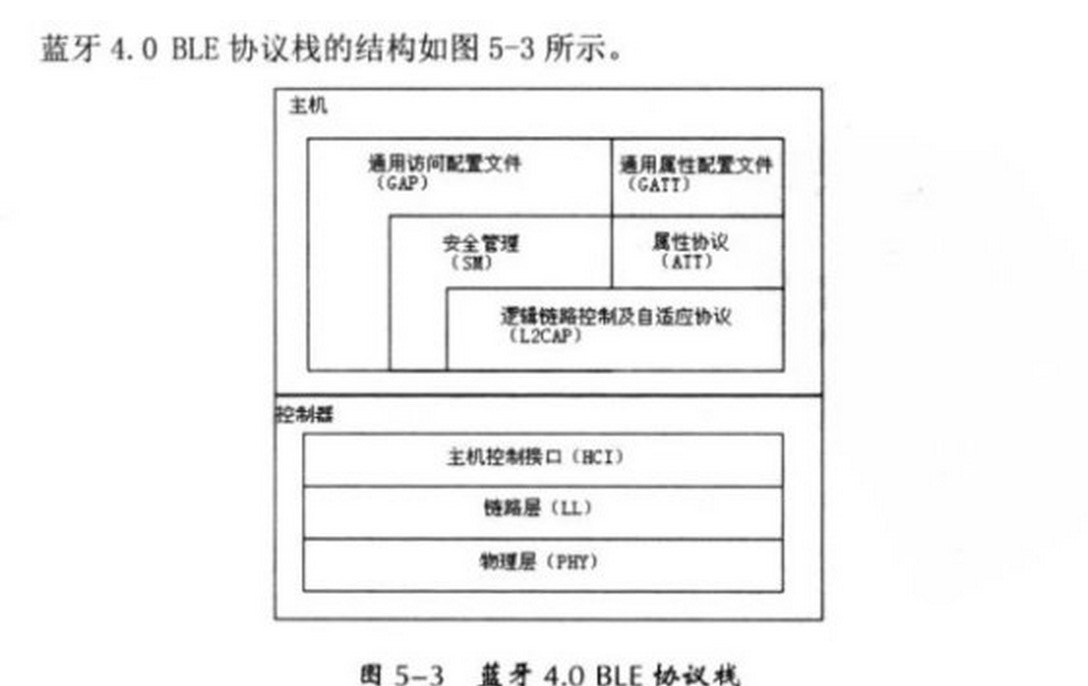 蓝牙 4.0 BLE 协议栈的结构如图 5-3 所示。
主机
通用访问配置文件
（GAP）
通用属性配置文件
（GATT）
安全管理
（SM）
属性协议
（ATT）
逻辑链路控制及自适应协议
（L2CAP）
控制器
主机控制接口（HCI）
链路层（LL）
物理层（PHY）
图 5-3 蓝牙 4.0 BLE 协议栈